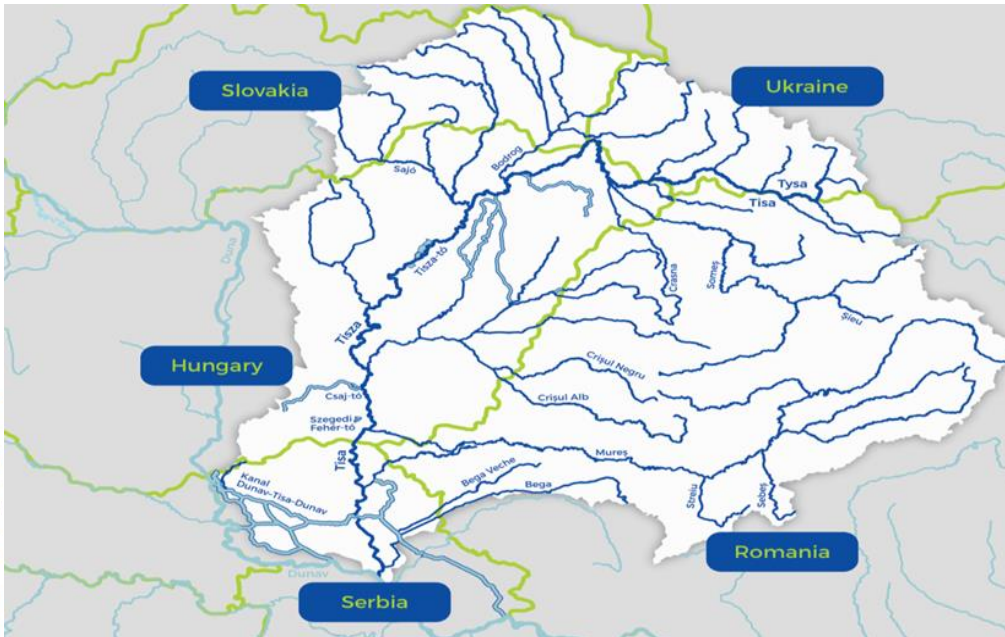 Slovakia
Ukraine
Bodrog
Sajó
Tysa
Tisa
Duna
Tisza-tó
Crasna
Someș
Șieu
Tisza
Hungary
Crișul Negru
Csaj-tó
Crișul Alb
Szegedi
Fehér-tó
Tisa
Mureș
Bega Veche
Bega
Kanal
Dunav-Tisa-Dunav
Streiu
Sebeș
Romania
Dunav
Serbia